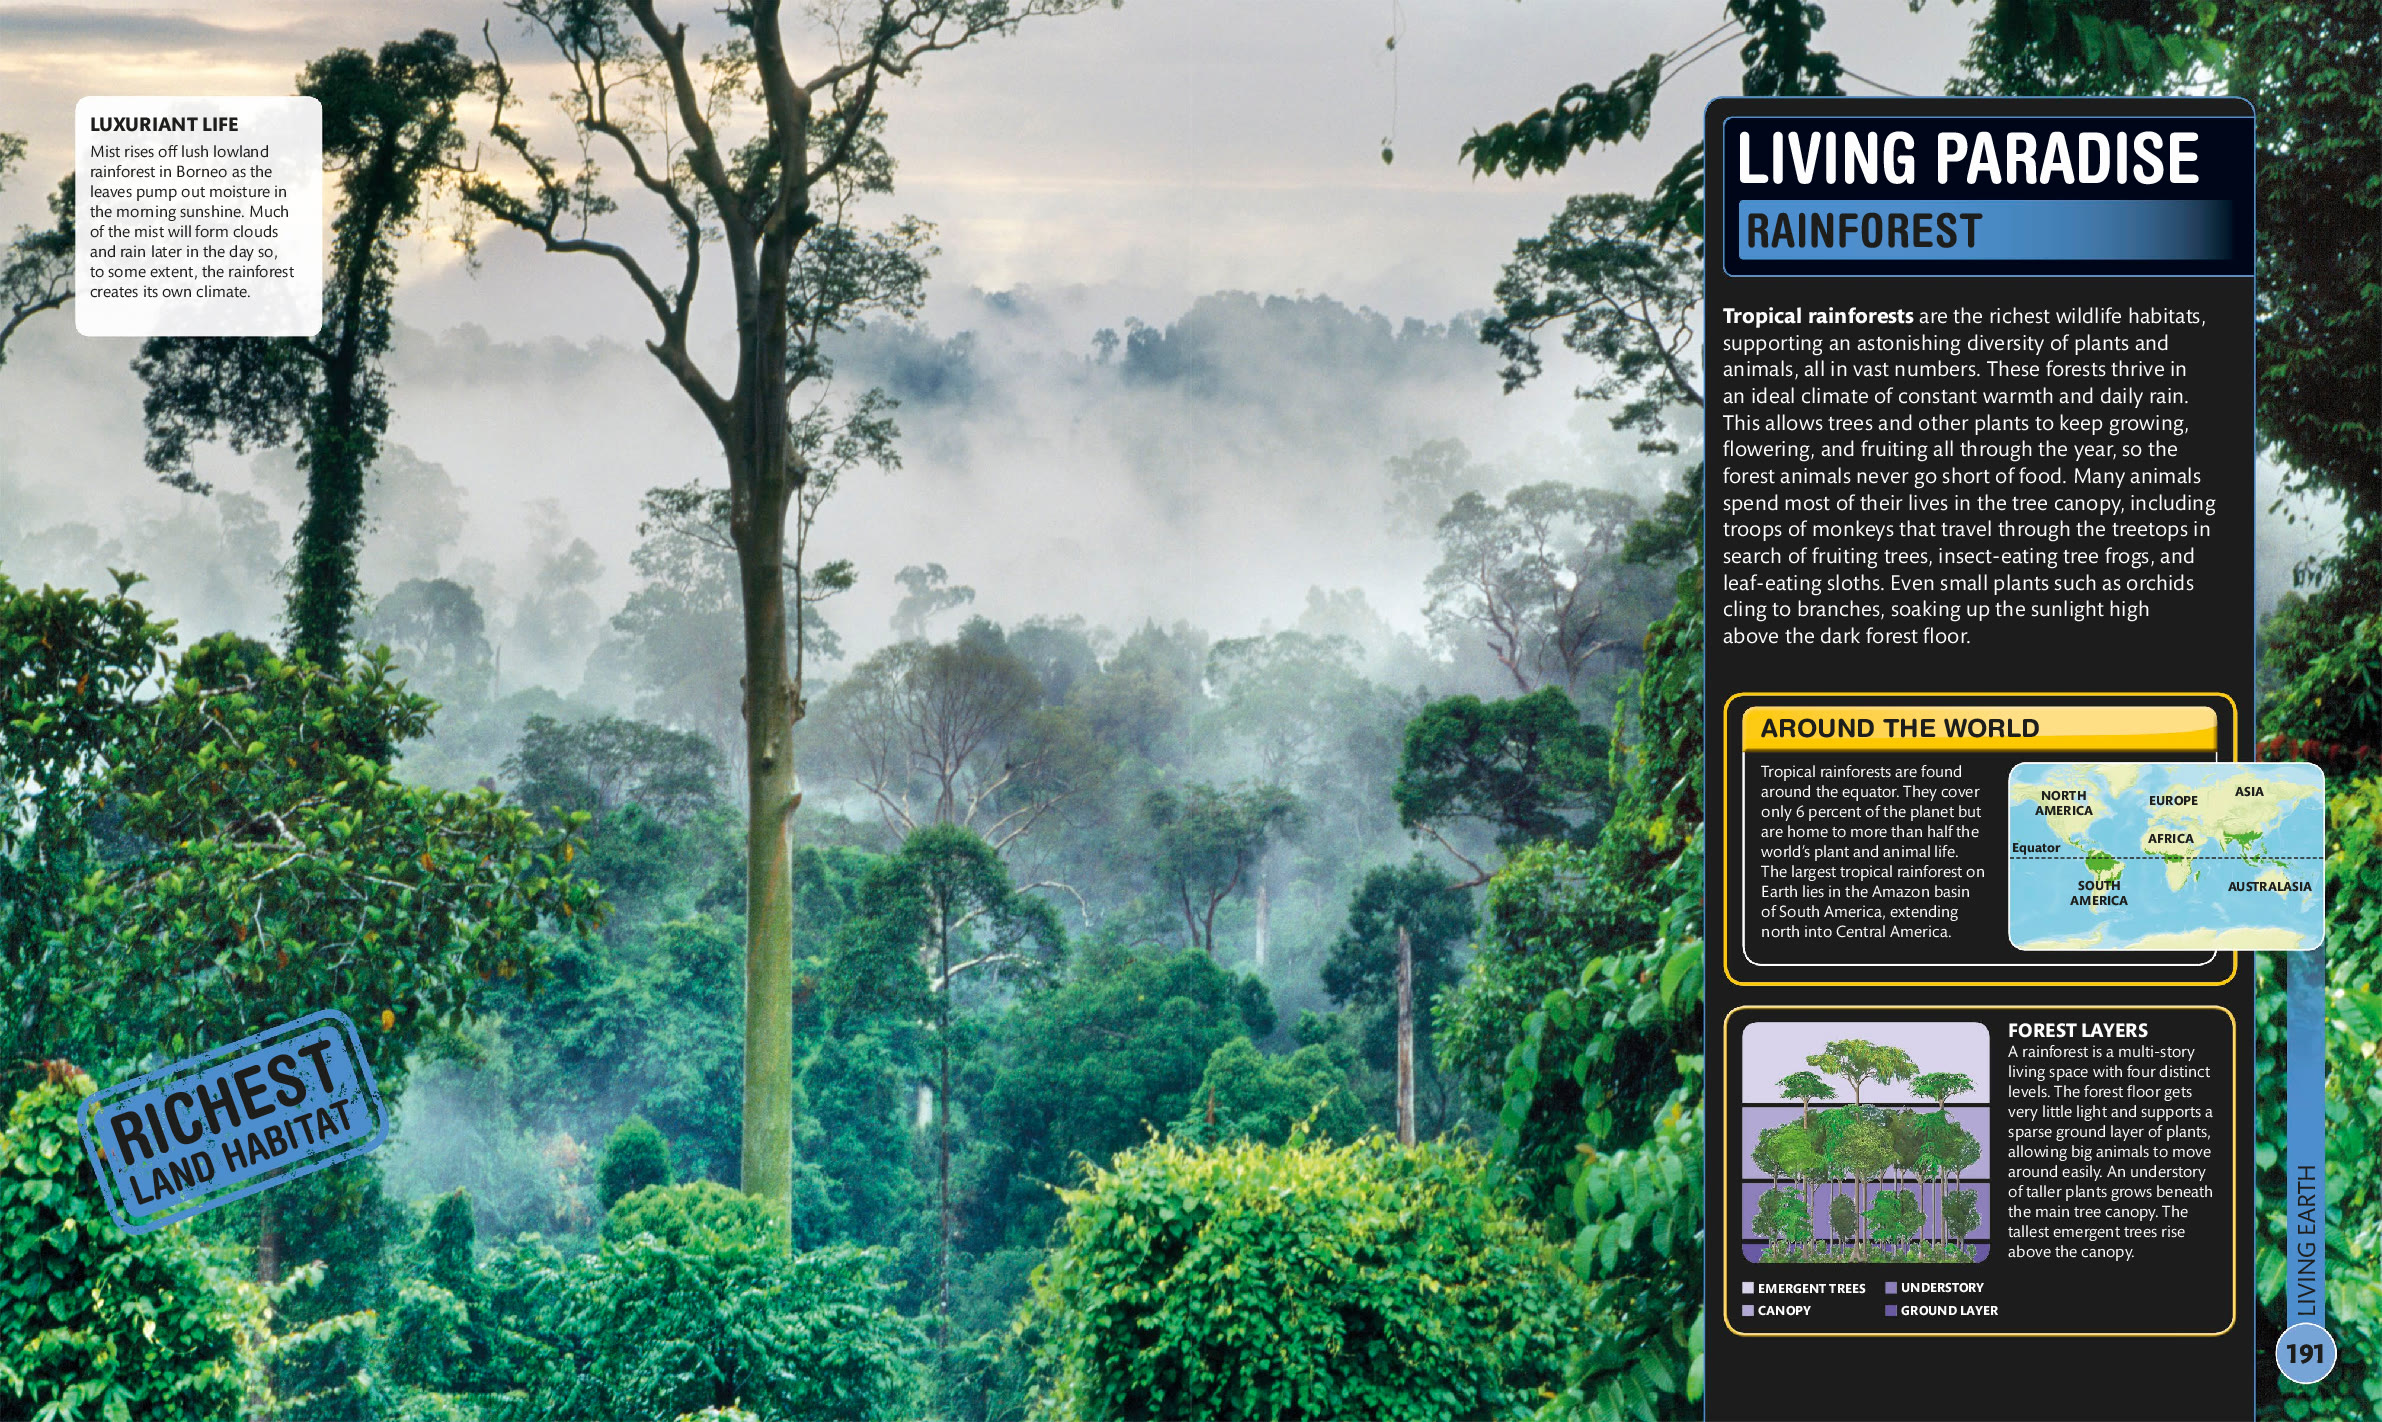 LUXURIANT LIFE
Mist rises off lush lowland
rainforest in Borneo as the
leaves pump out moisture in
the morning sunshine. Much
of the mist will form clouds
and rain later in the day so,
to some extent, the rainforest
creates its own climate.
RICHEST
LAND HABITAT
LIVING PARADISE
RAINFOREST
Tropical rainforests are the richest wildlife habitats,
supporting an astonishing diversity of plants and
animals, all in vast numbers. These forests thrive in
an ideal climate of constant warmth and daily rain.
This allows trees and other plants to keep growing,
flowering, and fruiting all through the year, so the
forest animals never go short of food. Many animals
spend most of their lives in the tree canopy, including
troops of monkeys that travel through the treetops in
search of fruiting trees, insect-eating tree frogs, and
leaf-eating sloths. Even small plants such as orchids
cling to branches, soaking up the sunlight high
above the dark forest floor.
AROUND THE WORLD
Tropical rainforests are found
around the equator. They cover
only 6 percent of the planet but
are home to more than half the
world's plant and animal life.
The largest tropical rainforest on
Earth lies in the Amazon basin
of South America, extending
north into Central America.
NORTH
AMERICA
EUROPE
ASIA
AFRICA
Equator
SOUTH
AMERICA
AUSTRALASIA
FOREST LAYERS
A rainforest is a multi-story
living space with four distinct
levels. The forest floor gets
very little light and supports a
sparse ground layer of plants,
allowing big animals to move
around easily. An understory
of taller plants grows beneath
the main tree canopy. The
tallest emergent trees rise
above the canopy.
EMERGENT TREES
UNDERSTORY
CANOPY
GROUND LAYER
LIVING EARTH
191